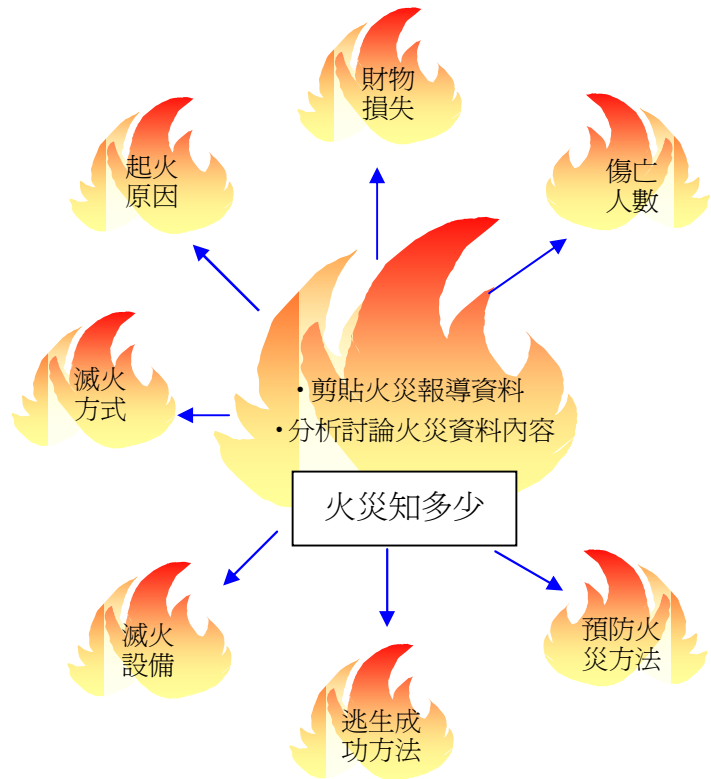 財物
損失
起火
原因
傷亡
人數
滅火
方式
・剪貼火災報導資料
・分析討論火災資料內容
火災知多少
滅火
設備
預防火
災方法
逃生成
功方法